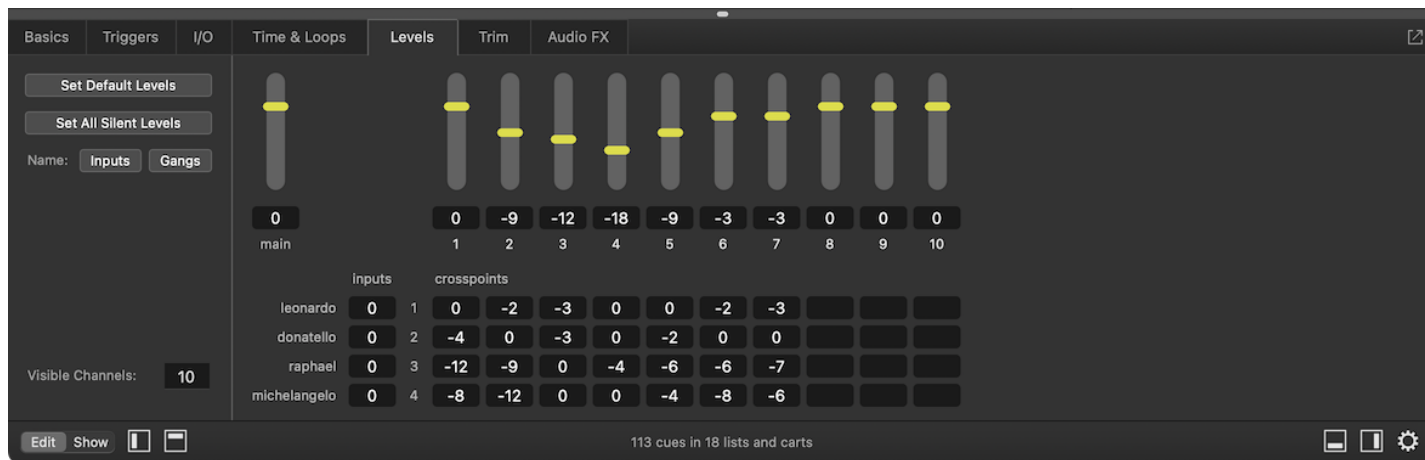 Basics Triggers I/O Time & Loops Levels Trim Audio FX
Set Default Levels
Set All Silent Levels
Name: Inputs Gangs
0 0 -9 -12 -18 -9 -3 -3 0 0 0
main 1 2 3 4 5 6 7 8 9 10
inputs crosspoints
leonardo 0 1 0 -2 -3 0 0 -2 -3
donatello 0 2 -4 0 -3 0 -2 0 0
raphael 0 3 -12 -9 0 -4 -6 -6 -7
michelangelo 0 4 -8 -12 0 0 -4 -8 -6
Visible Channels: 10
Edit Show 113 cues in 18 lists and carts